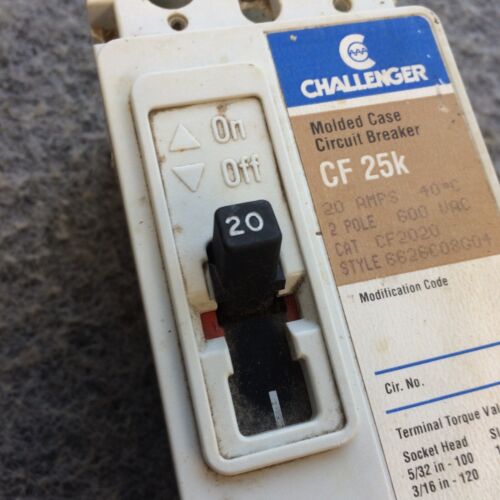 On
Off
20
CHALLENGER
Molded Case
Circuit Breaker
CF 25k
20 AMPS 40°C
2 POLE 600 VAC
CAT CF2020
STYLE 6626C08G04
Modification Code
Cir. No.
Terminal Torque Val
Socket Head
5/32 in - 100
3/16 in - 120